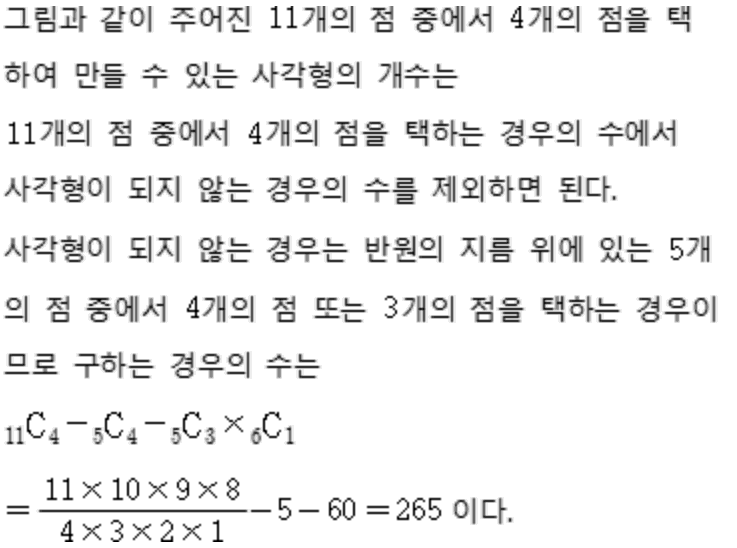 그림과 같이 주어진 11개의 점 중에서 4개의 점을 택
하여 만들 수 있는 사각형의 개수는
11개의 점 중에서 4개의 점을 택하는 경우의 수에서
사각형이 되지 않는 경우의 수를 제외하면 된다.
사각형이 되지 않는 경우는 반원의 지름 위에 있는 5개
의 점 중에서 4개의 점 또는 3개의 점을 택하는 경우이
므로 구하는 경우의 수는
₁₁C₄－₅C₄－₅C₃×₆C₁
＝(11×10×9×8)/(4×3×2×1)－5－60＝265 이다.